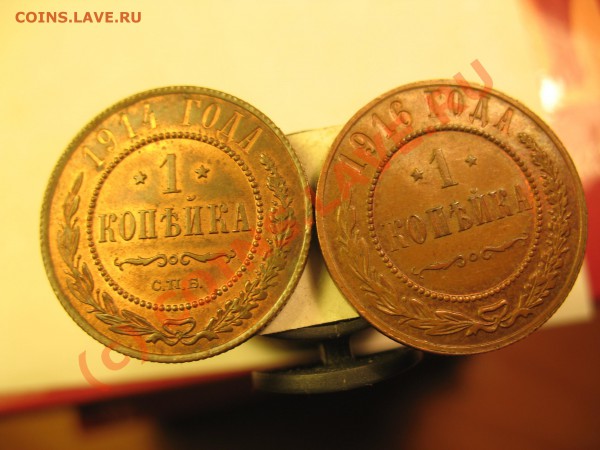 COINS.LAVE.RU
1914 ГОДА
* 1 *
КОПѢЙКА
С.П.Б.
1916 ГОДА
* 1 *
КОПѢЙКА